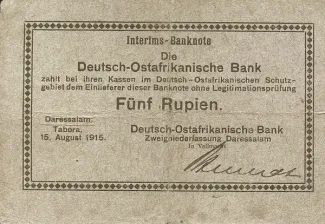 Interims-Banknote
Die
Deutsch-Ostafrikanische Bank
zahlt bei ihren Kassen im Deutsch-Ostafrikanischen Schutz-
gebiet dem Einlieferer dieser Banknote ohne Legitimationsprüfung
Fünf Rupien.
Daressalam:
Tabora,
15. August 1915.
Deutsch-Ostafrikanische Bank
Zweigniederlassung Daressalam
In Vollmacht